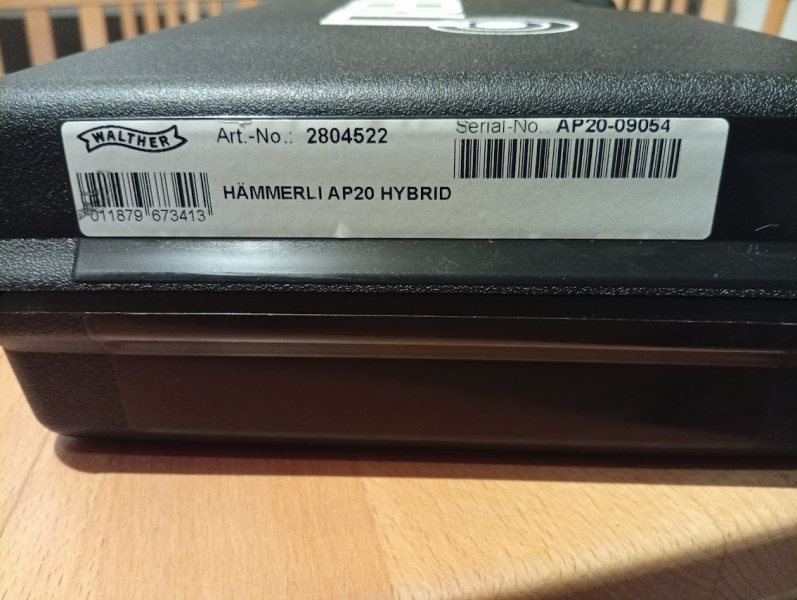 WALTHER
Art.-No.: 2804522
Serial-No.: AP20-09054
HÄMMERLI AP20 HYBRID
011879 673413